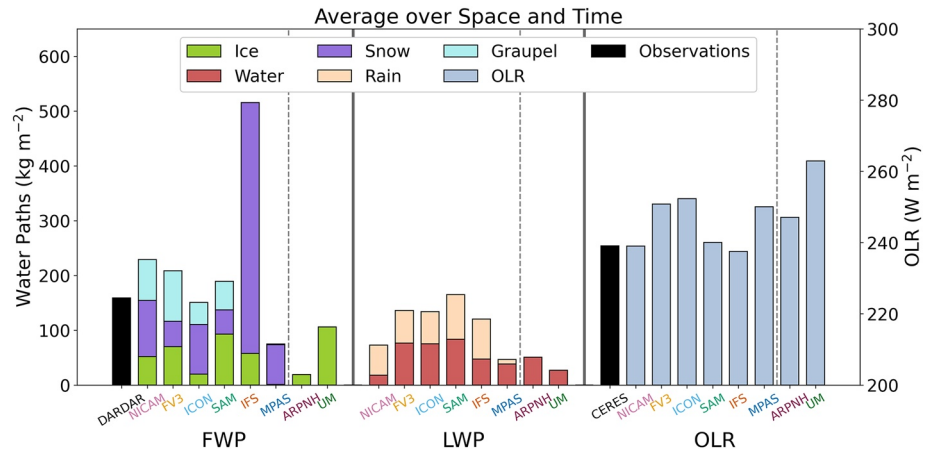 Average over Space and Time
Ice Snow Graupel Observations
Water Rain OLR
Water Paths (kg m⁻²)
600
500
400
300
200
100
0
OLR (W m⁻²)
300
280
260
240
220
200
DARDAR NICAM FV3 ICON SAM IFS MPAS ARPNH UM
NICAM FV3 ICON SAM IFS MPAS ARPNH UM
CERES NICAM FV3 ICON SAM IFS MPAS ARPNH UM
FWP LWP OLR